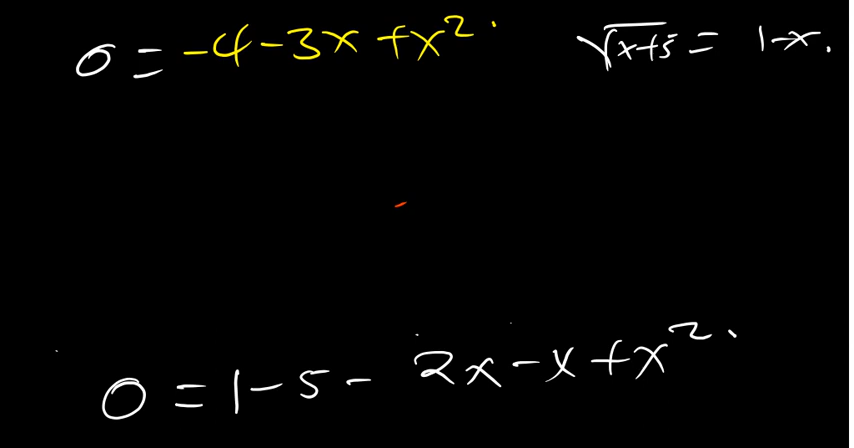 0 = -4-3x+x².
√x+5 = 1-x.
0 = 1-5-2x-x+x².